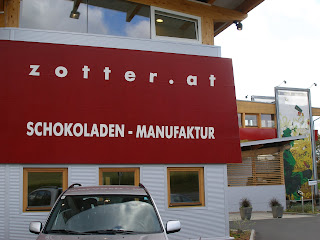 zotter.at
SCHOKOLADEN - MANUFAKTUR